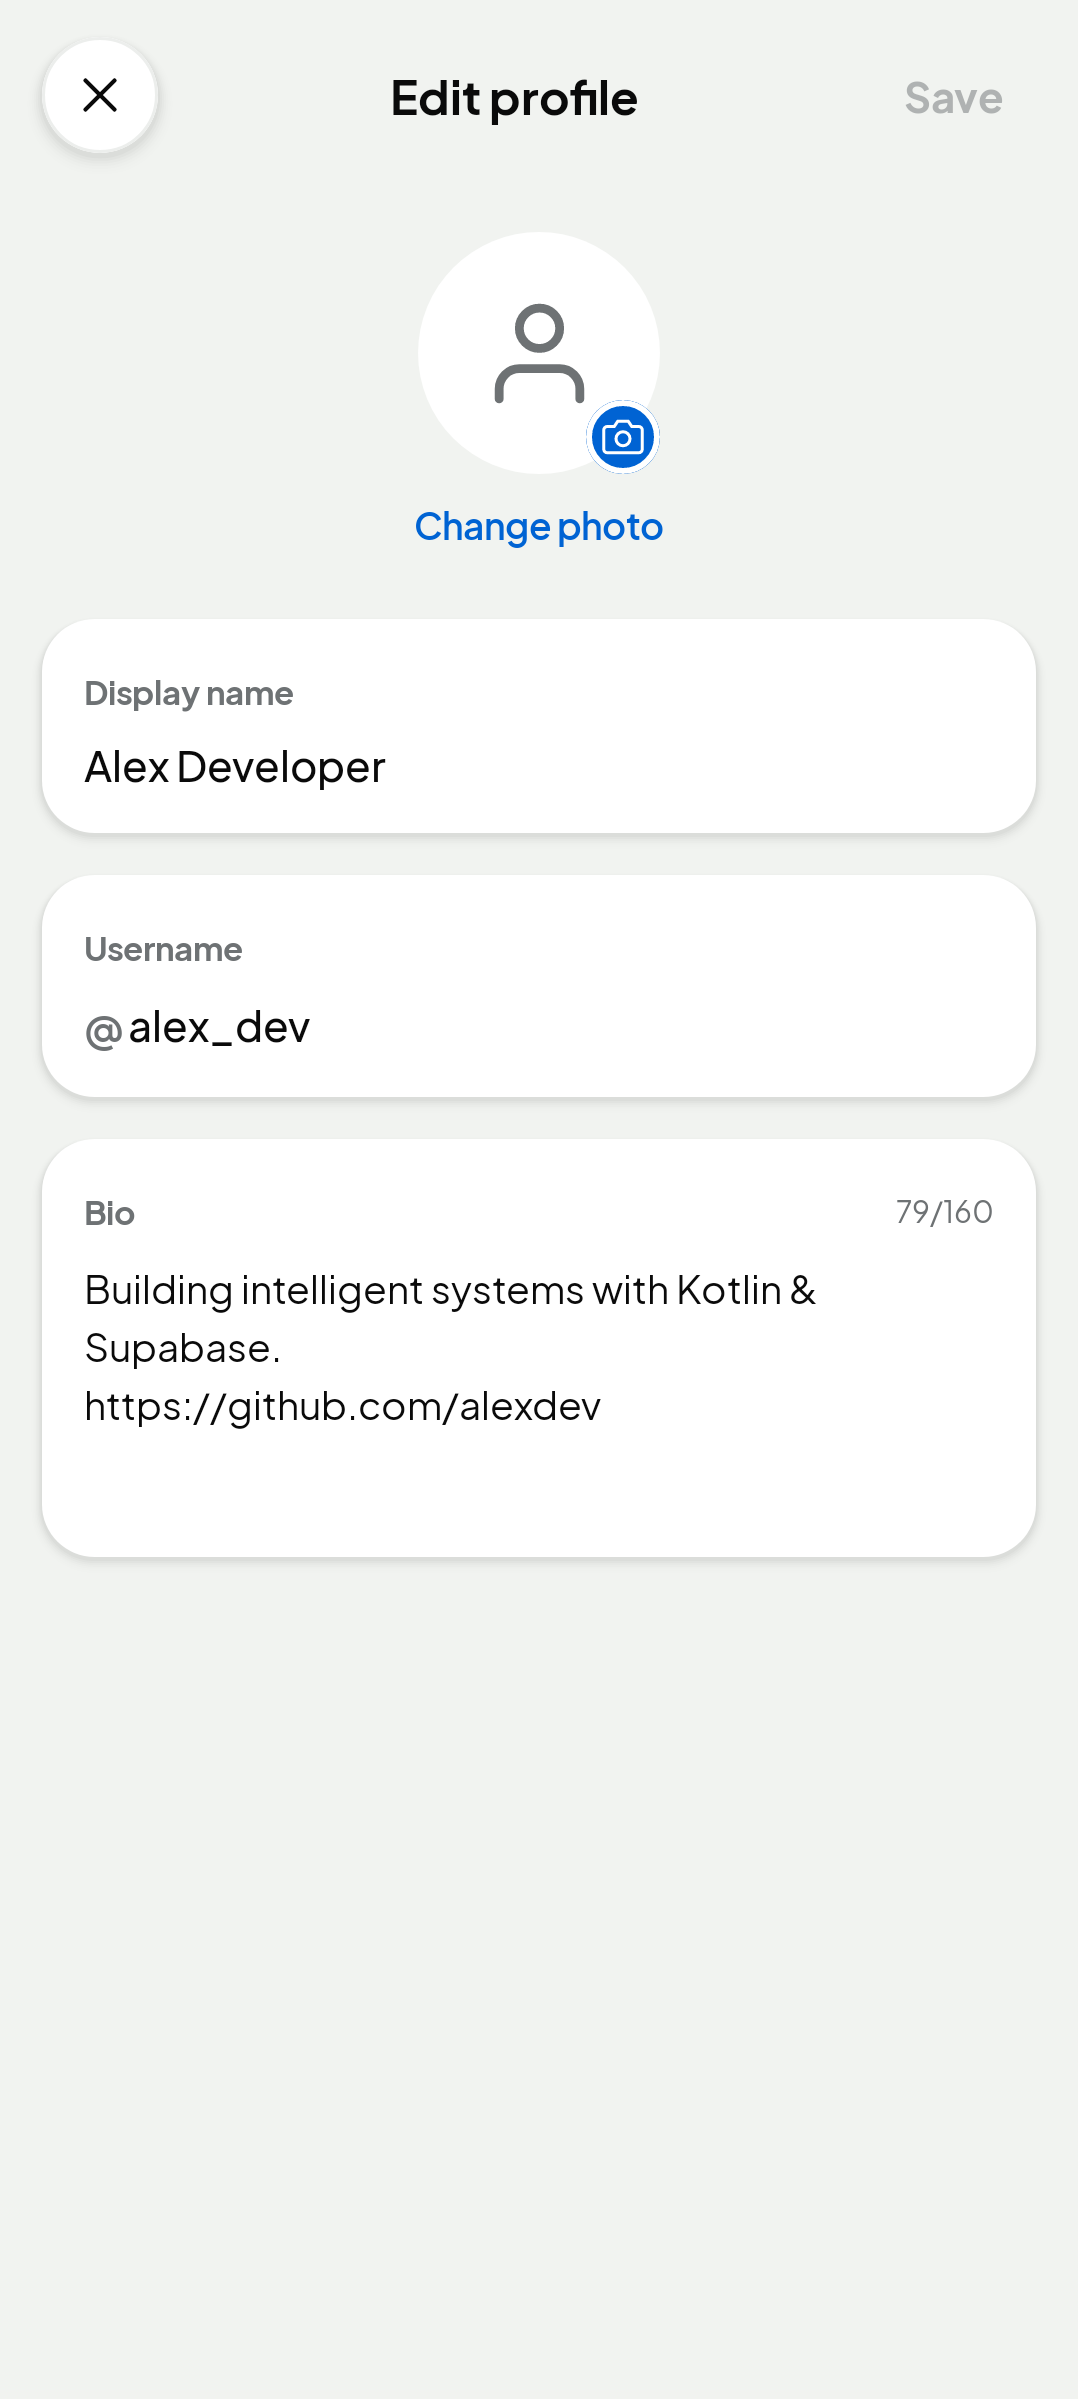 Edit profile
Save
Change photo
Display name
Alex Developer
Username
@alex_dev
Bio
79/160
Building intelligent systems with Kotlin &
Supabase.
https://github.com/alexdev